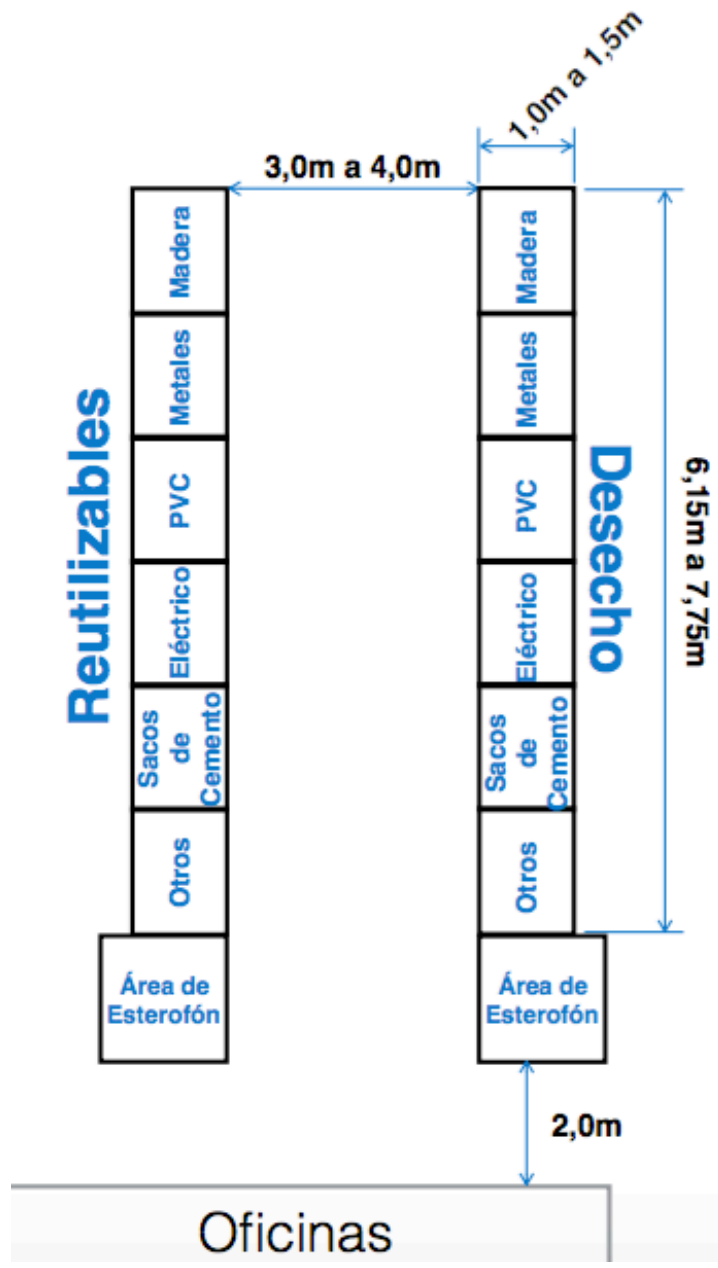 1,0m a 1,5m
3,0m a 4,0m
Reutilizables
Madera
Metales
PVC
Eléctrico
Sacos
de
Cemento
Otros
Área de
Esterofón
Madera
Metales
PVC
Eléctrico
Sacos
de
Cemento
Otros
Área de
Esterofón
Desecho
6,15m a 7,75m
2,0m
Oficinas